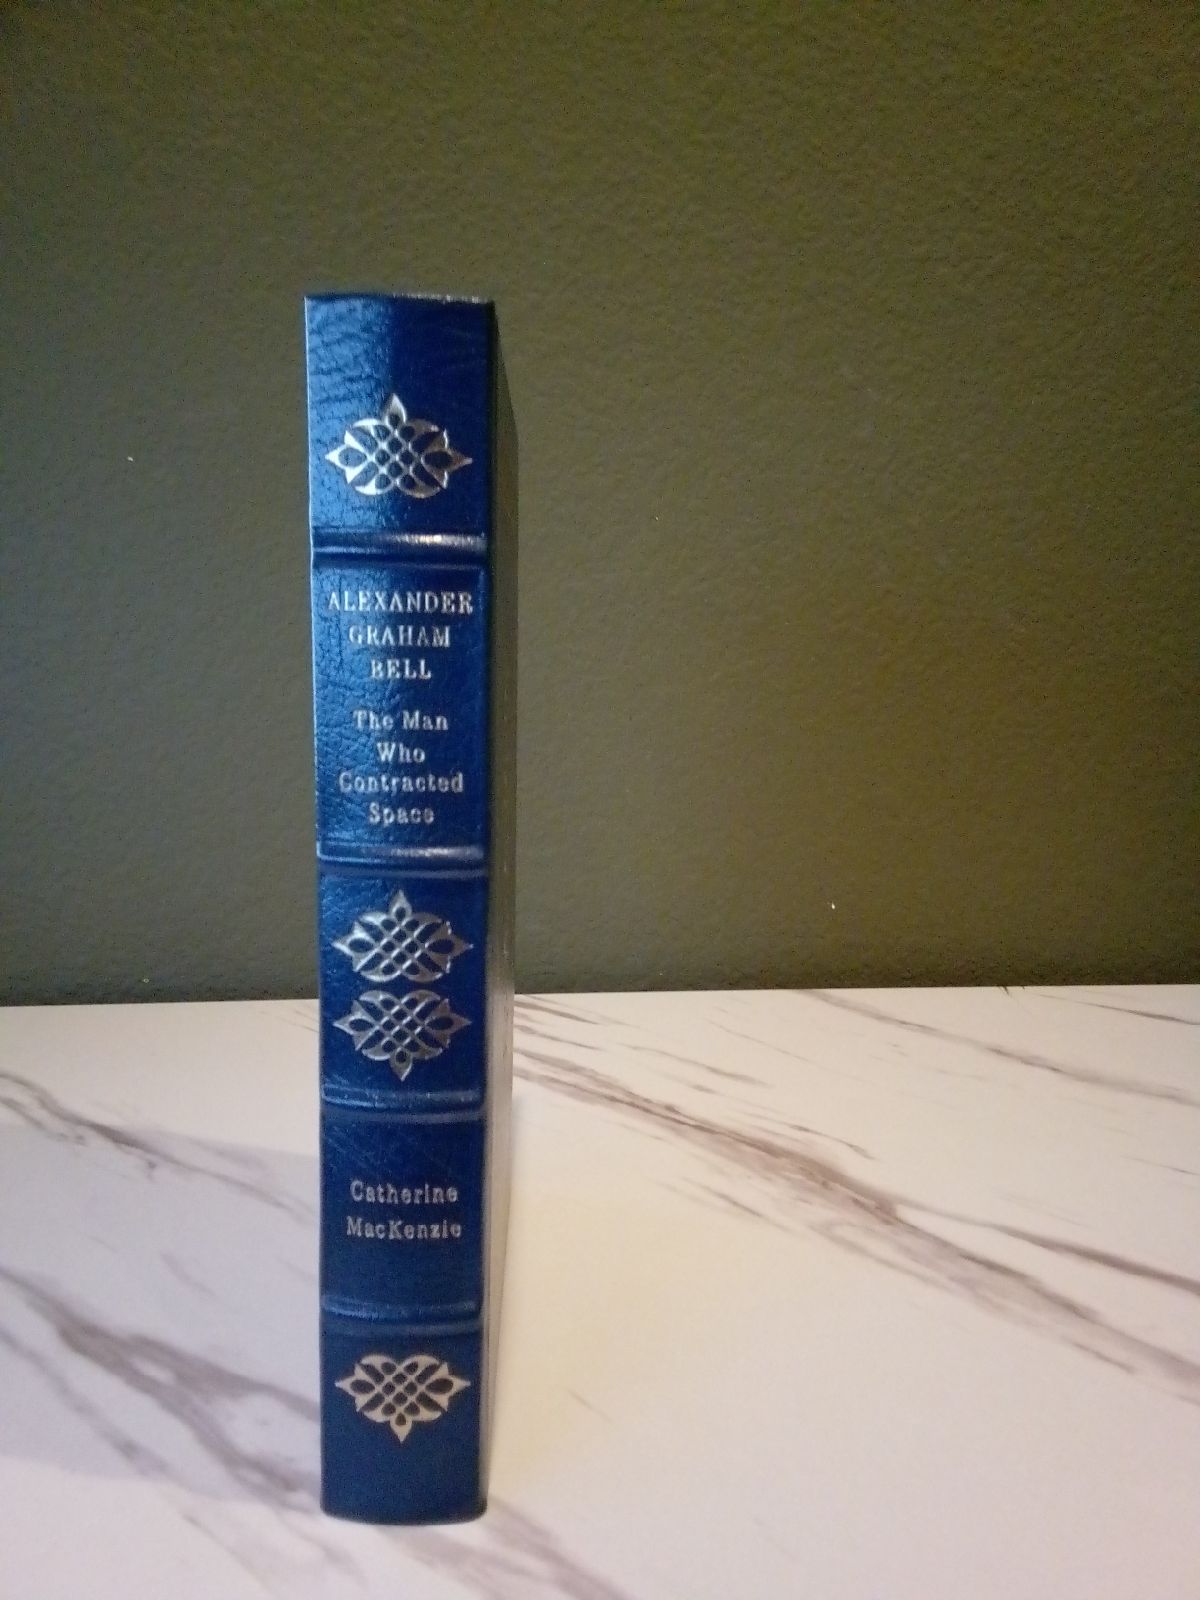 ALEXANDER
GRAHAM
BELL
The Man
Who
Contracted
Space
Catherine
MacKenzie